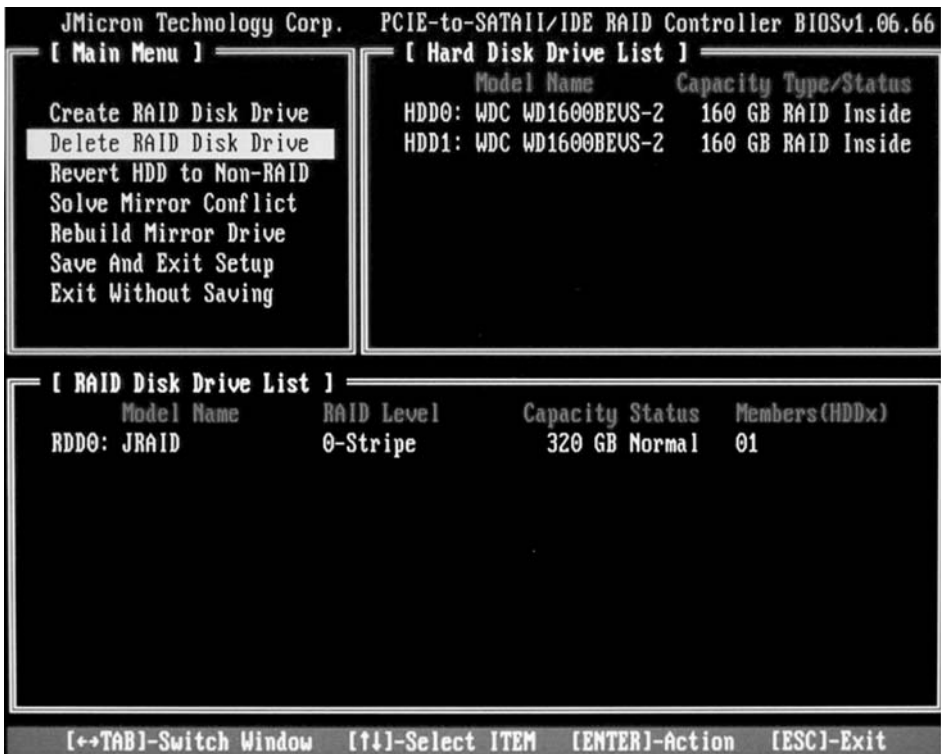 JMicron Technology Corp. PCIE-to-SATAII/IDE RAID Controller BIOSv1.06.66
[ Main Menu ]
Create RAID Disk Drive
Delete RAID Disk Drive
Revert HDD to Non-RAID
Solve Mirror Conflict
Rebuild Mirror Drive
Save And Exit Setup
Exit Without Saving
[ Hard Disk Drive List ]
Model Name Capacity Type/Status
HDD0: WDC WD1600BEVS-2 160 GB RAID Inside
HDD1: WDC WD1600BEVS-2 160 GB RAID Inside
[ RAID Disk Drive List ]
Model Name RAID Level Capacity Status Members(HDDx)
RDD0: JRAID 0-Stripe 320 GB Normal 01
[↔TAB]-Switch Window [↑↓]-Select ITEM [ENTER]-Action [ESC]-Exit